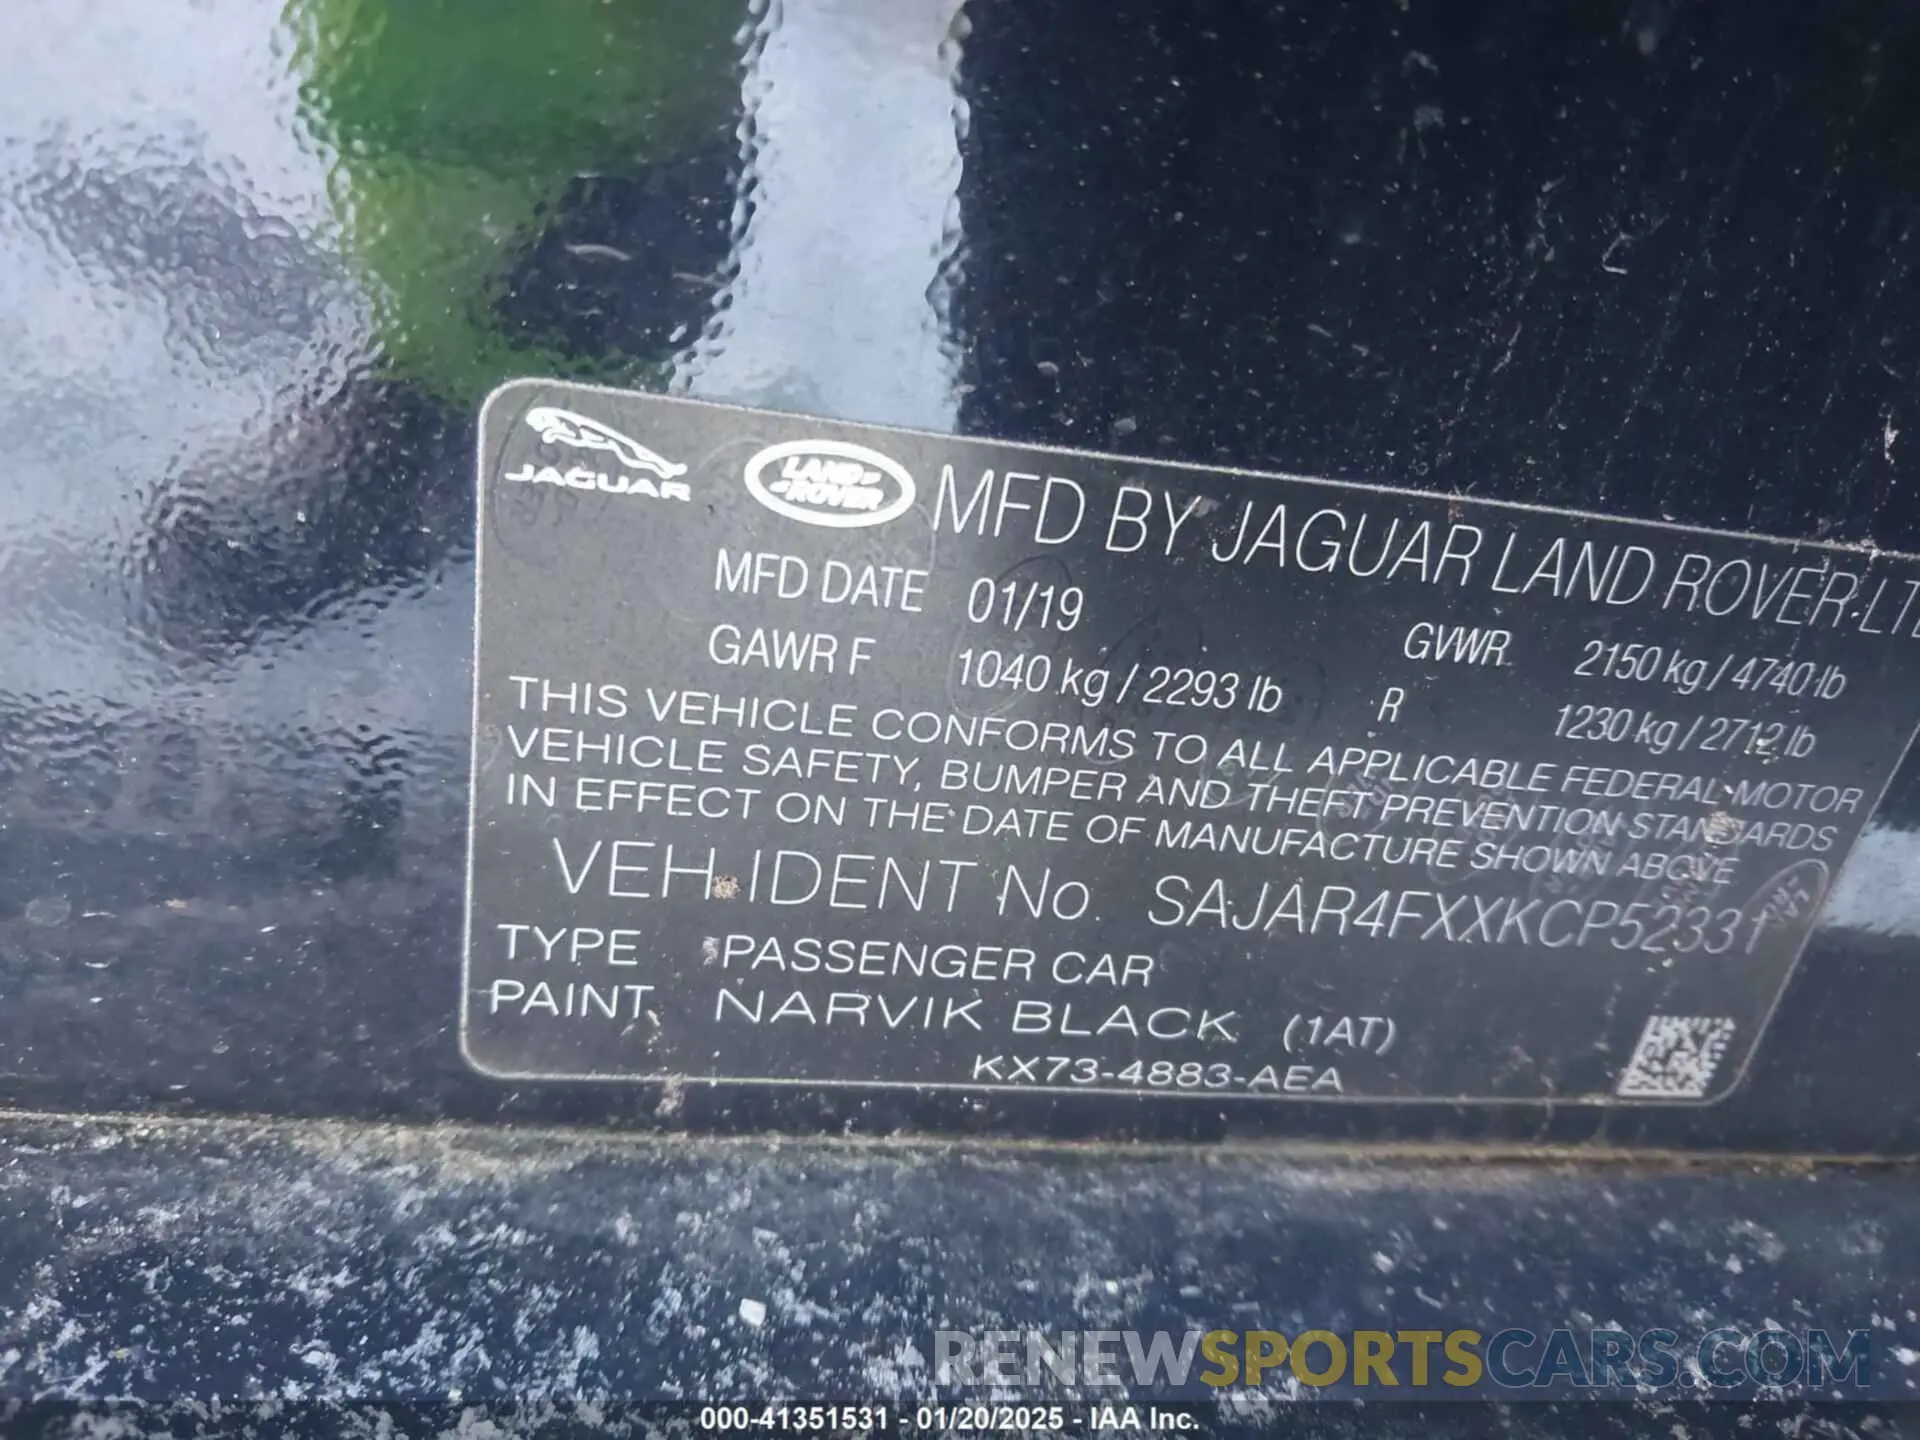 JAGUAR
LAND ROVER
MFD BY JAGUAR LAND ROVER LT
MFD DATE 01/19 GVWR 2150 kg / 4740 lb
GAWR F 1040 kg / 2293 lb R 1230 kg / 2712 lb
THIS VEHICLE CONFORMS TO ALL APPLICABLE FEDERAL MOTOR
VEHICLE SAFETY, BUMPER AND THEFT PREVENTION STANDARDS
IN EFFECT ON THE DATE OF MANUFACTURE SHOWN ABOVE
VEH IDENT No. SAJAR4FXXKCP52331
TYPE PASSENGER CAR
PAINT NARVIK BLACK (1AT)
KX73-4883-AEA
RENEWSPORTSCARS.COM
000-41351531 - 01/20/2025 - IAA Inc.